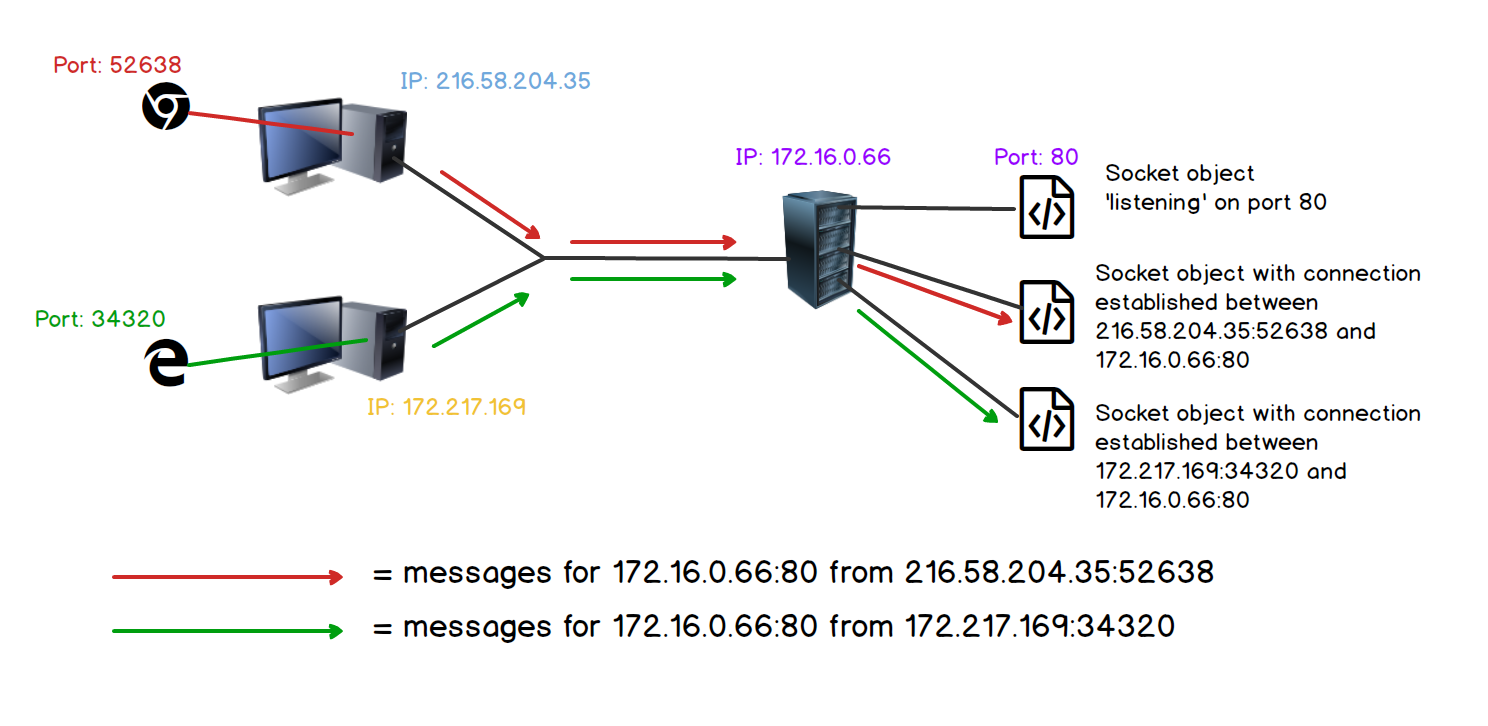 Port: 52638
IP: 216.58.204.35
IP: 172.16.0.66
Port: 80
Socket object
'listening' on port 80
Socket object with connection
established between
216.58.204.35:52638 and
172.16.0.66:80
Port: 34320
IP: 172.217.169
Socket object with connection
established between
172.217.169:34320 and
172.16.0.66:80
= messages for 172.16.0.66:80 from 216.58.204.35:52638
= messages for 172.16.0.66:80 from 172.217.169:34320